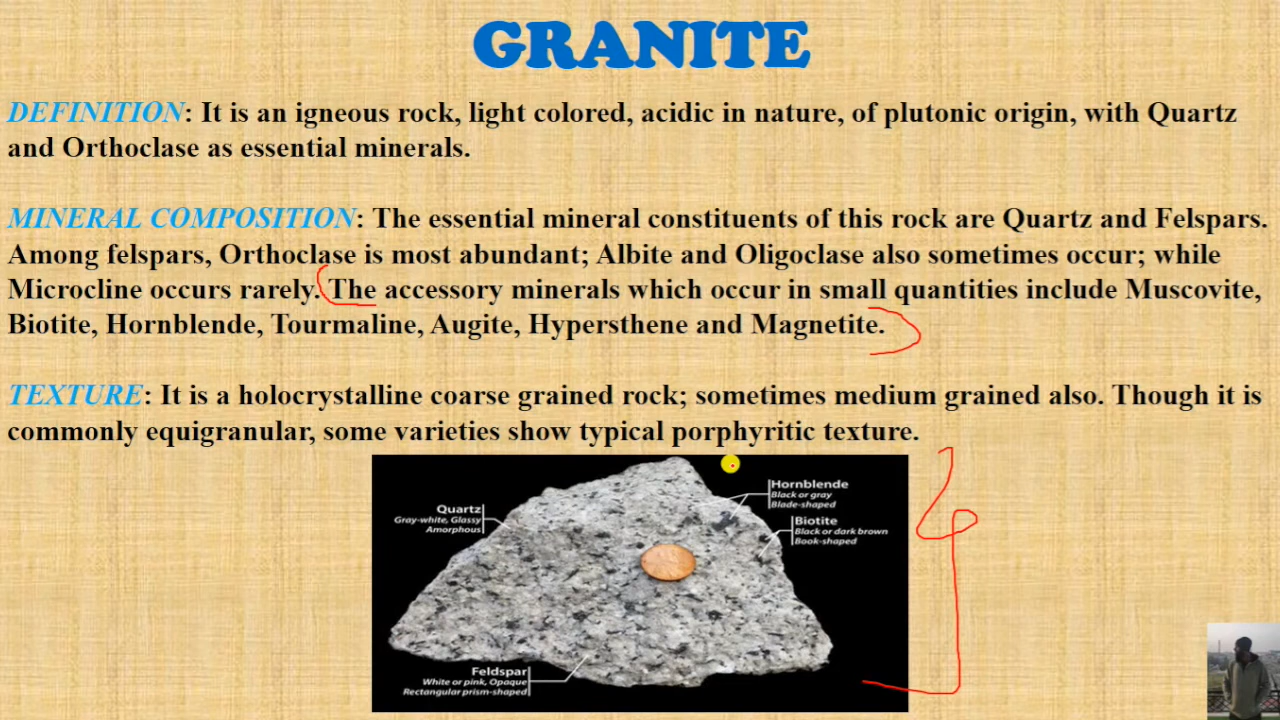 GRANITE
DEFINITION: It is an igneous rock, light colored, acidic in nature, of plutonic origin, with Quartz
and Orthoclase as essential minerals.
MINERAL COMPOSITION: The essential mineral constituents of this rock are Quartz and Felspars.
Among felspars, Orthoclase is most abundant; Albite and Oligoclase also sometimes occur; while
Microcline occurs rarely. The accessory minerals which occur in small quantities include Muscovite,
Biotite, Hornblende, Tourmaline, Augite, Hypersthene and Magnetite.
TEXTURE: It is a holocrystalline coarse grained rock; sometimes medium grained also. Though it is
commonly equigranular, some varieties show typical porphyritic texture.
Hornblende
Black or gray
Blade-shaped
Quartz
Gray-white, Glassy
Amorphous
Biotite
Black or dark brown
Book-shaped
Feldspar
White or pink, Opaque
Rectangular prism-shaped